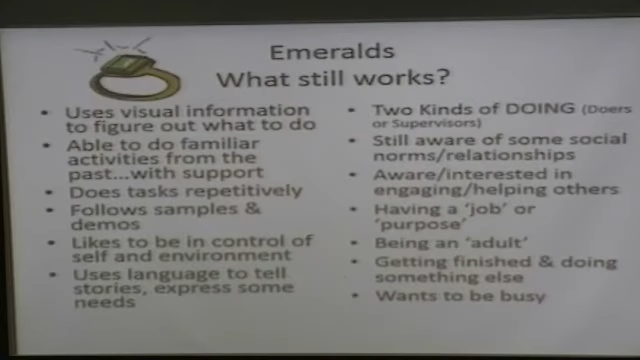 Emeralds
What still works?
• Uses visual information
to figure out what to do
• Able to do familiar
activities from the
past...with support
• Does tasks repetitively
• Follows samples &
demos
• Likes to be in control of
self and environment
• Uses language to tell
stories, express some
needs
• Two Kinds of DOING (Doers
or Supervisors)
• Still aware of some social
norms/relationships
• Aware/interested in
engaging/helping others
• Having a 'job' or
'purpose'
• Being an 'adult'
• Getting finished & doing
something else
• Wants to be busy